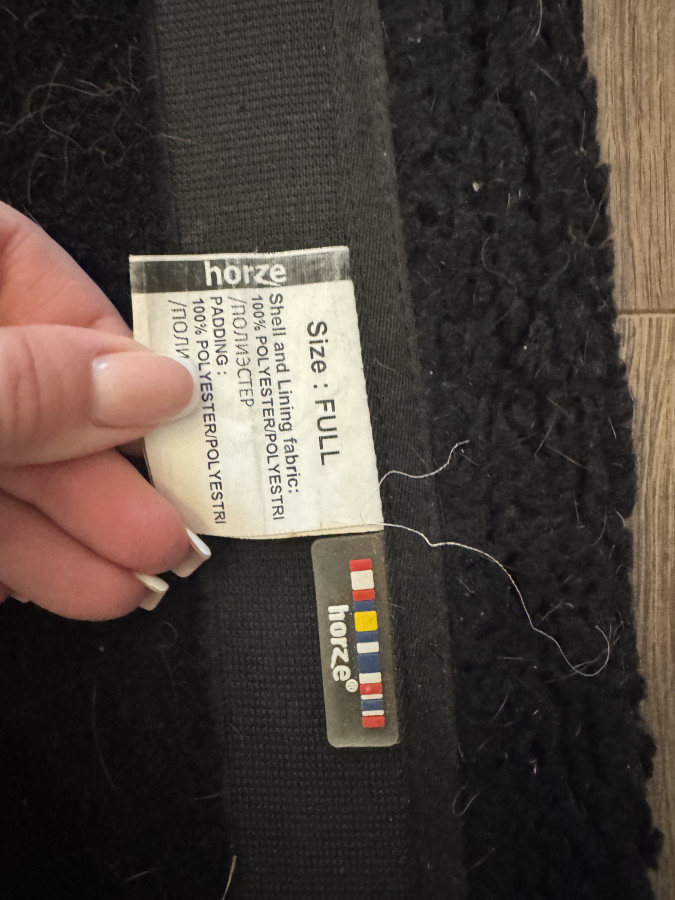 horze
Size : FULL
Shell and Lining fabric:
100% POLYESTER/POLYESTRI
/ПОЛИЭСТЕР
PADDING :
100% POLYESTER/POLYESTRI
horze®